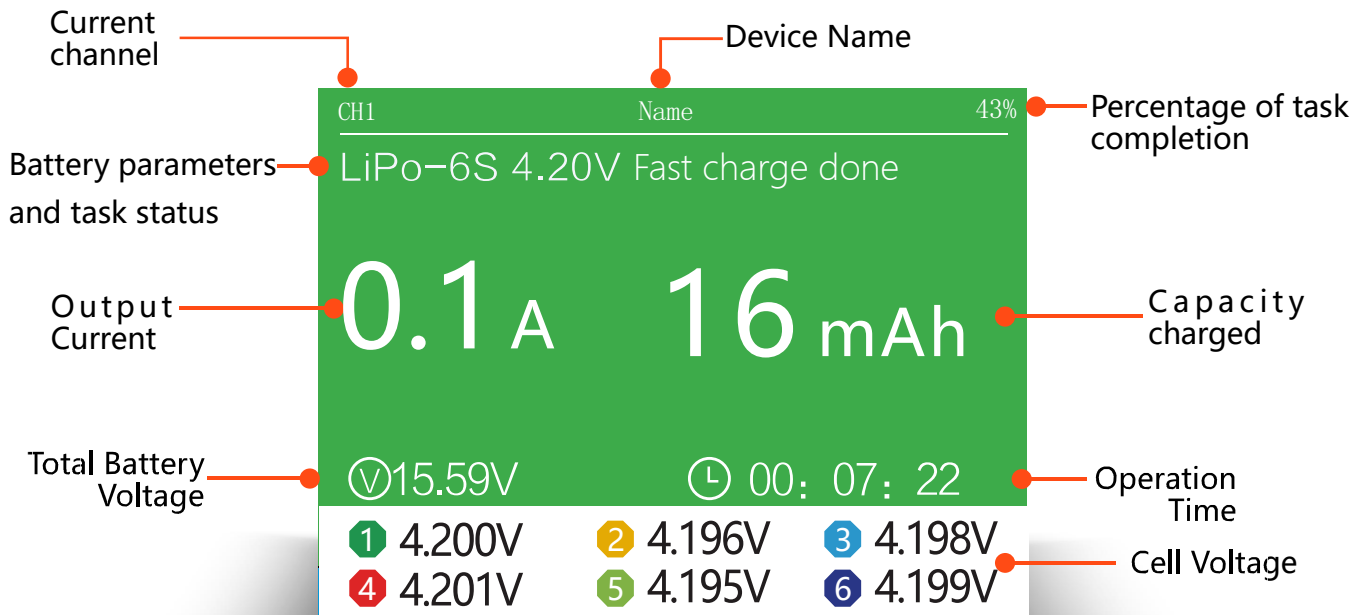 Current
channel
Device Name
CH1 Name 43%
Percentage of task
completion
Battery parameters
and task status
LiPo-6S 4.20V Fast charge done
Output
Current
0.1 A 16 mAh
Capacity
charged
Total Battery
Voltage
V 15.59V 00: 07: 22
Operation
Time
1 4.200V 2 4.196V 3 4.198V
4 4.201V 5 4.195V 6 4.199V
Cell Voltage